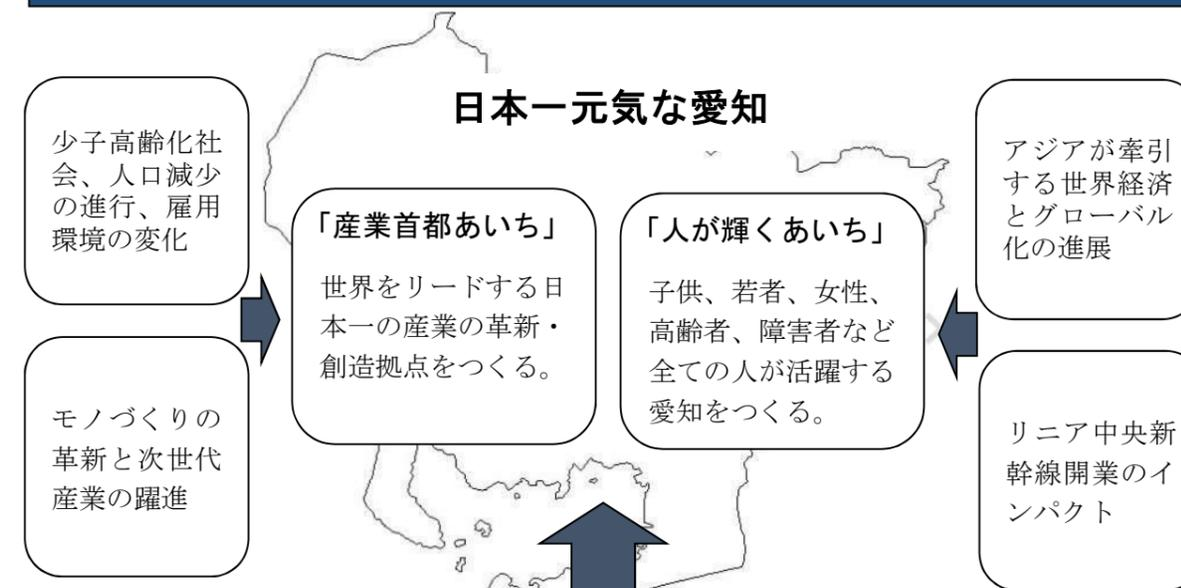 日本一元気な愛知
少子高齢化社
会、人口減少
の進行、雇用
環境の変化
モノづくりの
革新と次世代
産業の躍進
「産業首都あいち」
世界をリードする日
本一の産業の革新・
創造拠点をつくる。
「人が輝くあいち」
子供、若者、女性、
高齢者、障害者など
全ての人が活躍する
愛知をつくる。
アジアが牽引
する世界経済
とグローバル
化の進展
リニア中央新
幹線開業のイ
ンパクト